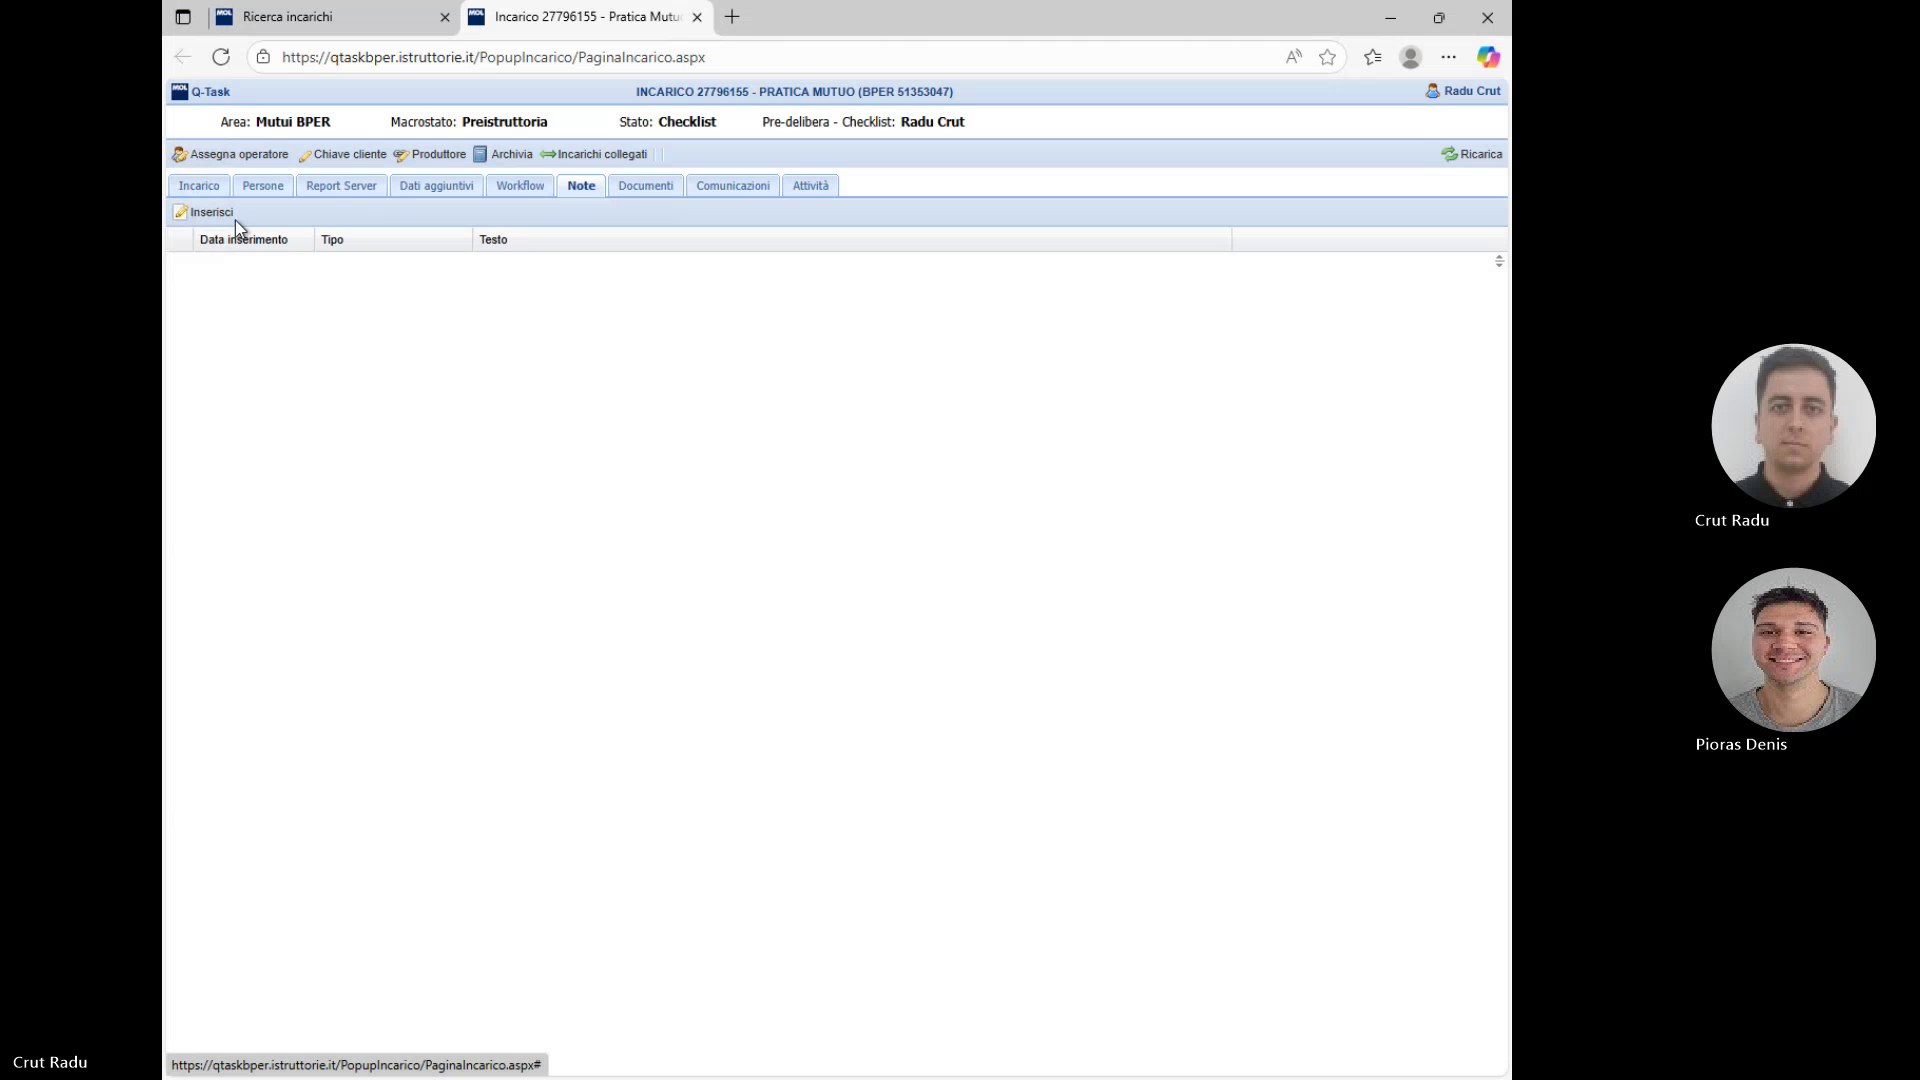 MOL Ricerca incarichi
MOL Incarico 27796155 - Pratica Mutu
https://qtaskbper.istruttorie.it/PopupIncarico/PaginaIncarico.aspx
MOL Q-Task
INCARICO 27796155 - PRATICA MUTUO (BPER 51353047)
Radu Crut
Area: Mutui BPER
Macrostato: Preistruttoria
Stato: Checklist
Pre-delibera - Checklist: Radu Crut
Assegna operatore
Chiave cliente
Produttore
Archivia
Incarichi collegati
Ricarica
Incarico
Persone
Report Server
Dati aggiuntivi
Workflow
Note
Documenti
Comunicazioni
Attività
Inserisci
Data inserimento
Tipo
Testo
Crut Radu
Pioras Denis
https://qtaskbper.istruttorie.it/PopupIncarico/PaginaIncarico.aspx#
Crut Radu